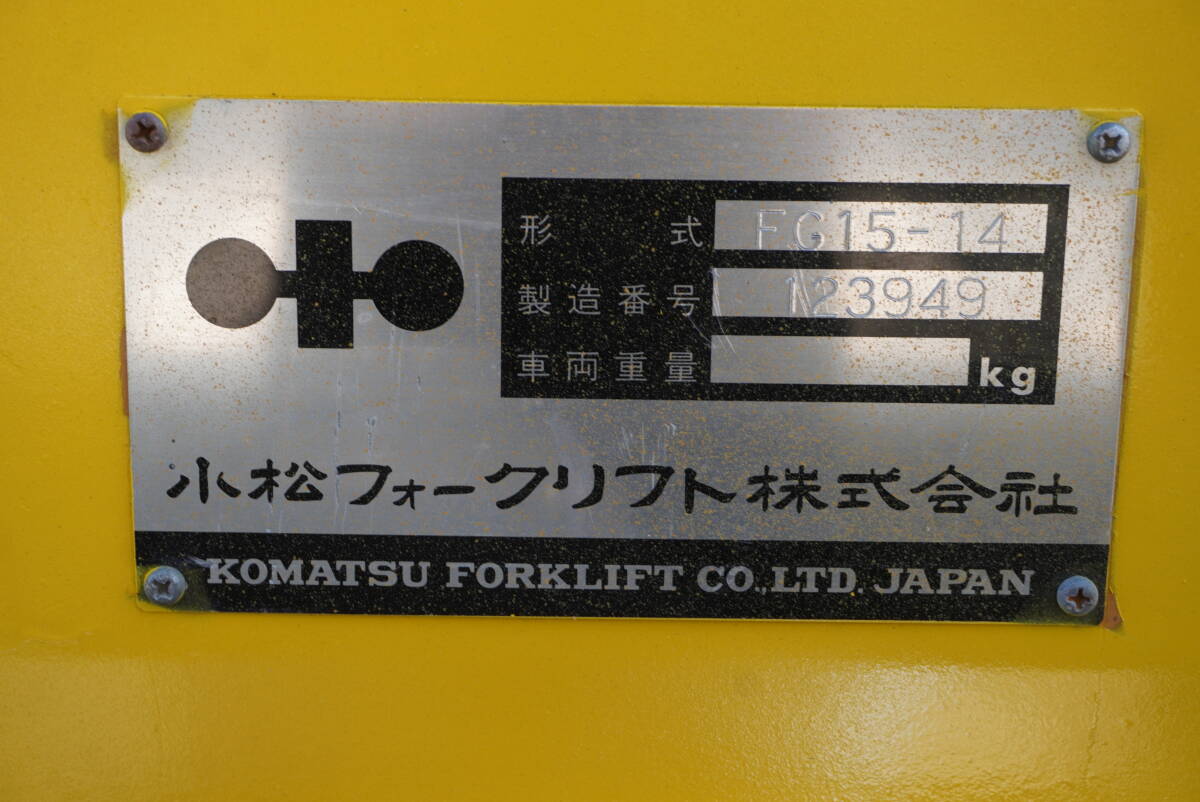 形式 FG15-14
製造番号 123949
車両重量 kg
小松フォークリフト株式会社
KOMATSU FORKLIFT CO.,LTD. JAPAN